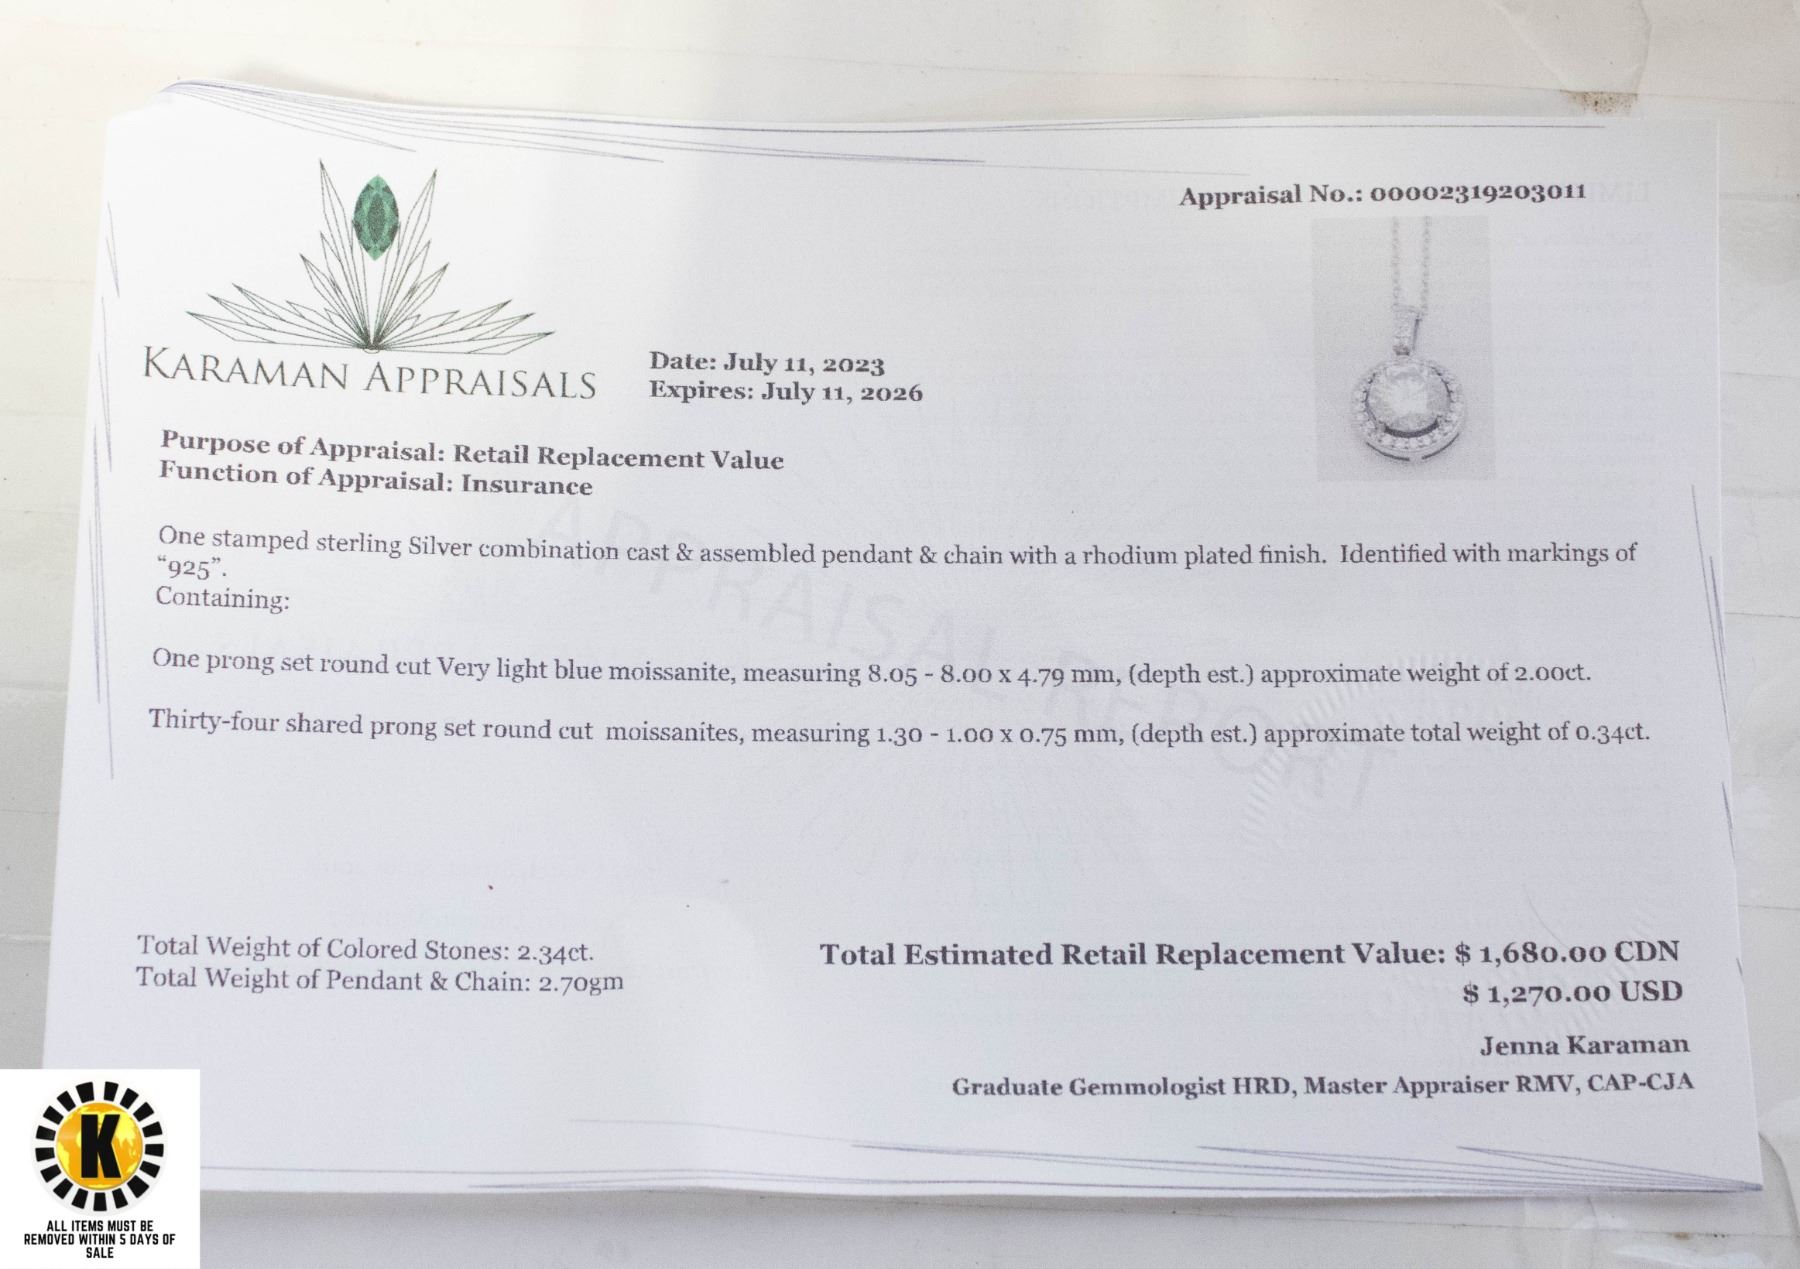 Appraisal No.: 00002319203011
KARAMAN APPRAISALS
Date: July 11, 2023
Expires: July 11, 2026
Purpose of Appraisal: Retail Replacement Value
Function of Appraisal: Insurance
One stamped sterling Silver combination cast & assembled pendant & chain with a rhodium plated finish.  Identified with markings of
“925”.
Containing:
One prong set round cut Very light blue moissanite, measuring 8.05 - 8.00 x 4.79 mm, (depth est.) approximate weight of 2.00ct.
Thirty-four shared prong set round cut  moissanites, measuring 1.30 - 1.00 x 0.75 mm, (depth est.) approximate total weight of 0.34ct.
APPRAISAL REPORT
Total Weight of Colored Stones: 2.34ct.
Total Weight of Pendant & Chain: 2.70gm
Total Estimated Retail Replacement Value: $ 1,680.00 CDN
$ 1,270.00 USD
Jenna Karaman
Graduate Gemmologist HRD, Master Appraiser RMV, CAP-CJA
K
ALL ITEMS MUST BE
REMOVED WITHIN 5 DAYS OF
SALE